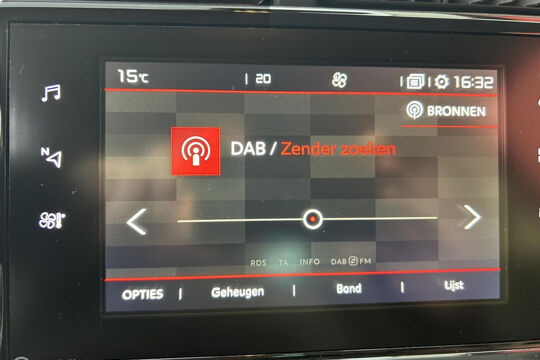 15°C | 20 | | 16:32
BRONNEN
N
DAB / Zender zoeken
RDS TA INFO DAB FM
OPTIES | Geheugen | Band | Lijst